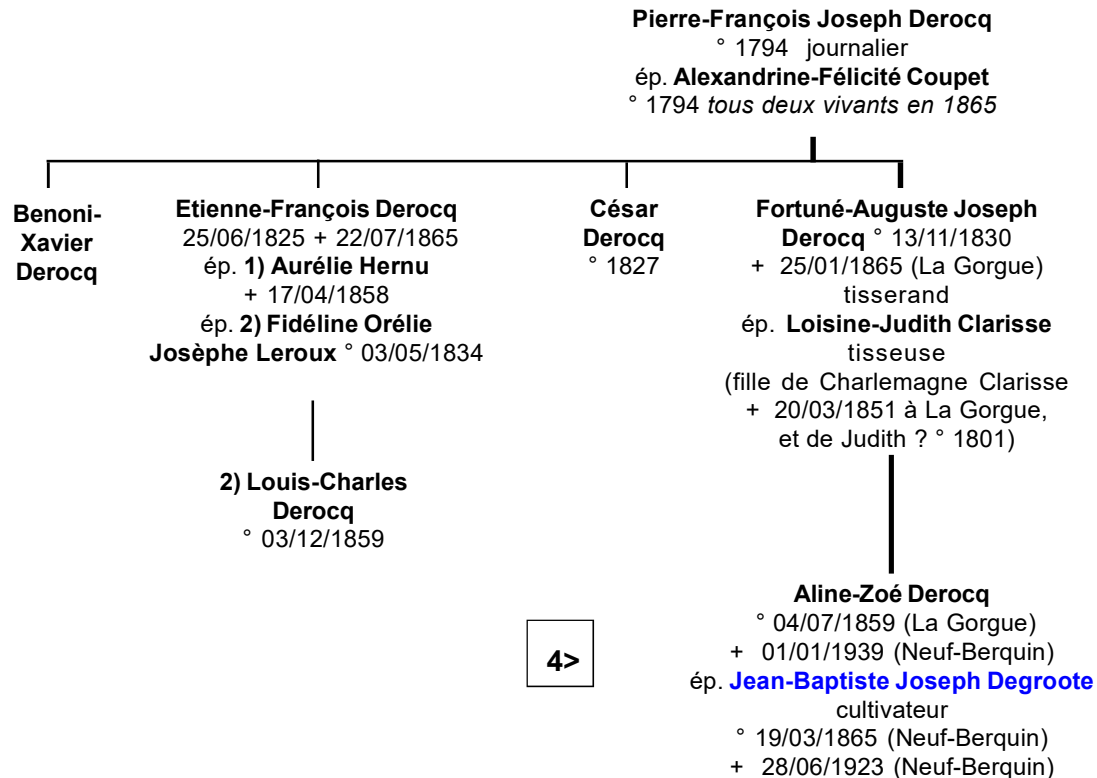 Pierre-François Joseph Derocq
° 1794 journalier
ép. Alexandrine-Félicité Coupet
° 1794 tous deux vivants en 1865
Benoni-
Xavier
Derocq
Etienne-François Derocq
25/06/1825 + 22/07/1865
ép. 1) Aurélie Hernu
+ 17/04/1858
ép. 2) Fidéline Orélie
Josèphe Leroux ° 03/05/1834
César
Derocq
° 1827
Fortuné-Auguste Joseph
Derocq ° 13/11/1830
+ 25/01/1865 (La Gorgue)
tisserand
ép. Loisine-Judith Clarisse
tisseuse
(fille de Charlemagne Clarisse
+ 20/03/1851 à La Gorgue,
et de Judith ? ° 1801)
2) Louis-Charles
Derocq
° 03/12/1859
4>
Aline-Zoé Derocq
° 04/07/1859 (La Gorgue)
+ 01/01/1939 (Neuf-Berquin)
ép. Jean-Baptiste Joseph Degroote
cultivateur
° 19/03/1865 (Neuf-Berquin)
+ 28/06/1923 (Neuf-Berquin)